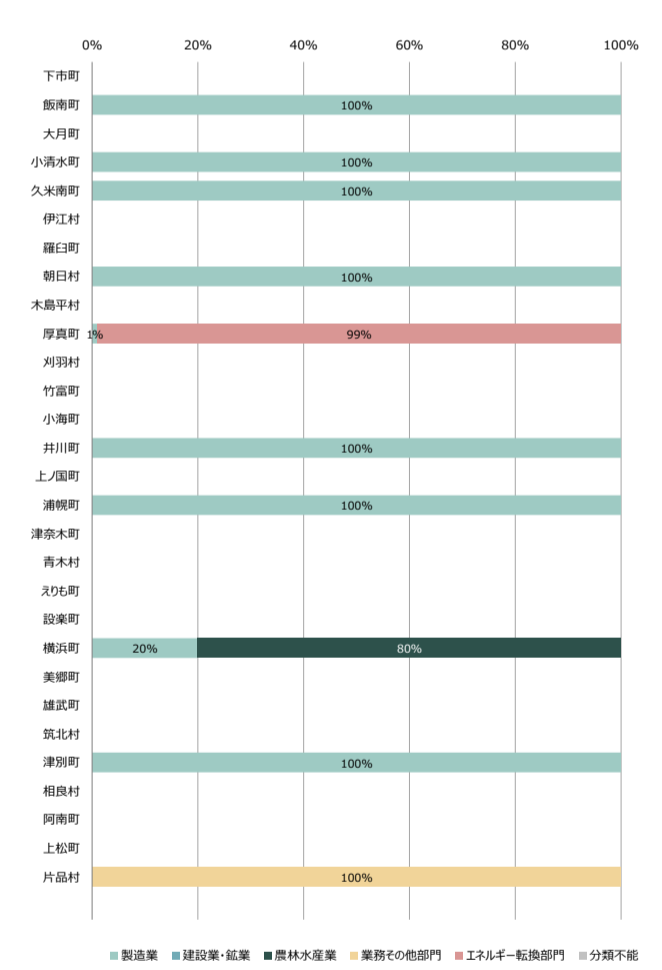 0% 20% 40% 60% 80% 100%
下市町
飯南町 100%
大月町
小清水町 100%
久米南町 100%
伊江村
羅臼町
朝日村 100%
木島平村
厚真町 1% 99%
刈羽村
竹富町
小海町
井川町 100%
上ノ国町
浦幌町 100%
津奈木町
青木村
えりも町
設楽町
横浜町 20% 80%
美郷町
雄武町
筑北村
津別町 100%
相良村
阿南町
上松町
片品村 100%
製造業 建設業・鉱業 農林水産業 業務その他部門 エネルギー転換部門 分類不能